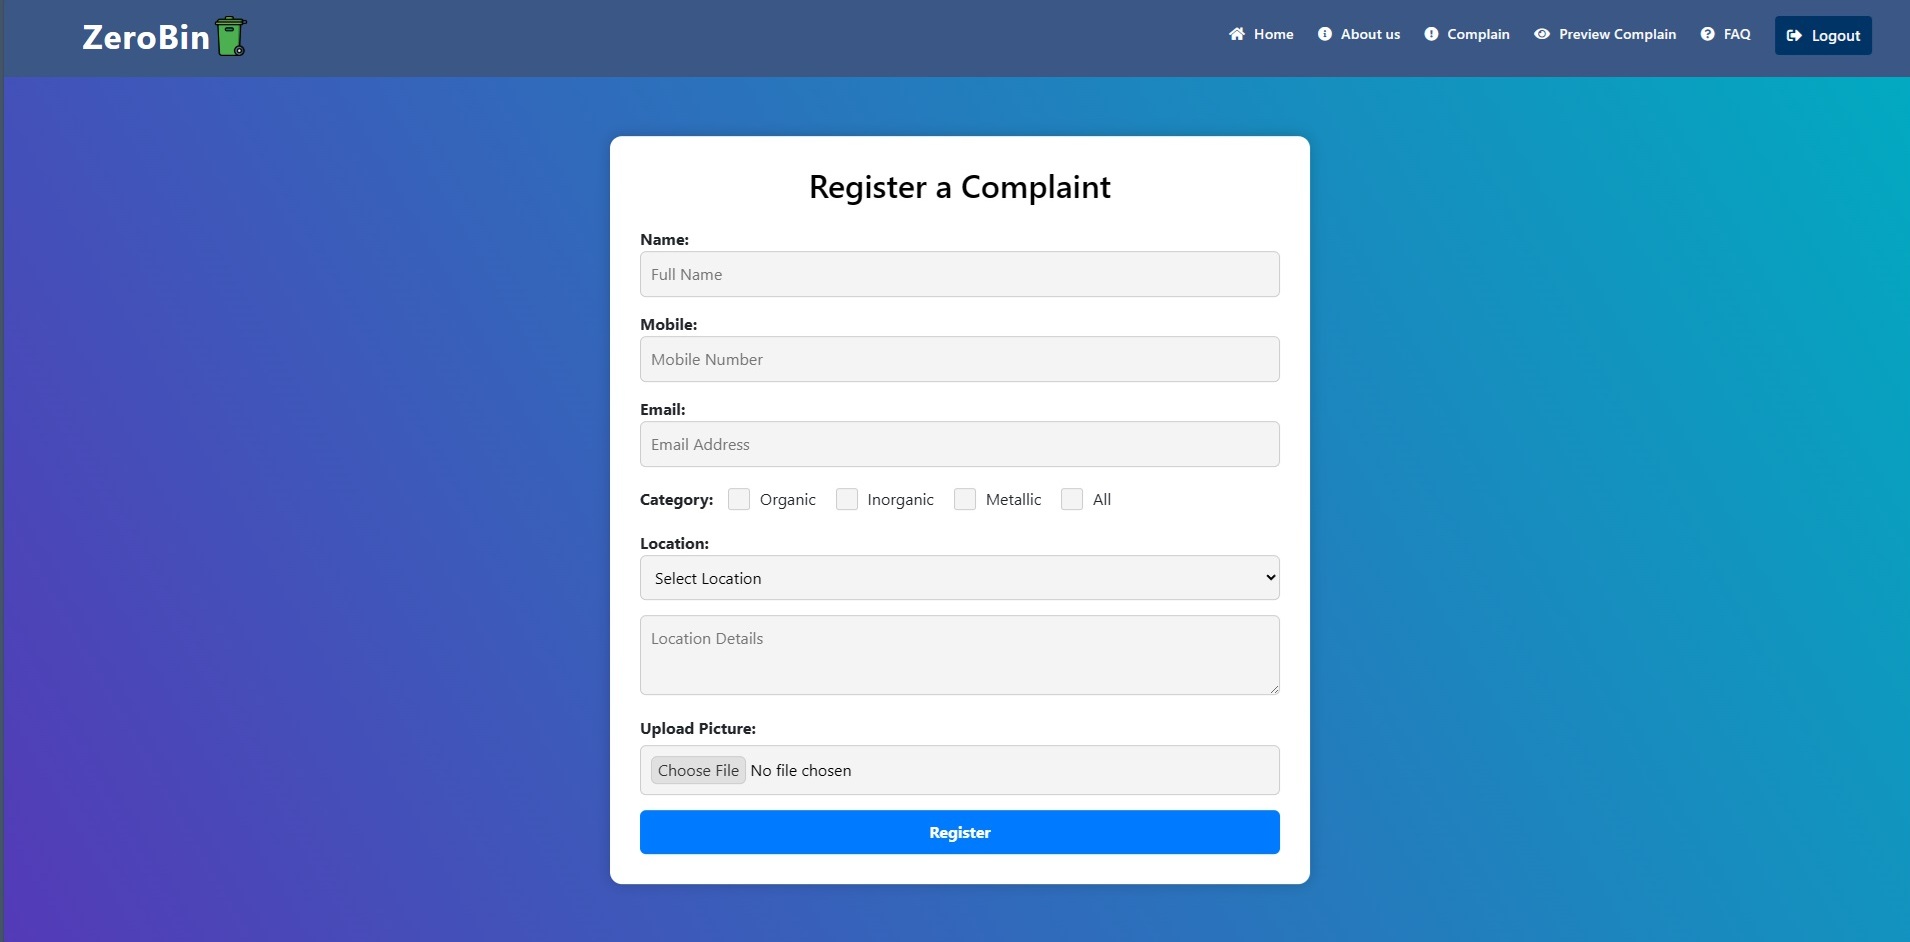 ZeroBin
Home About us Complain Preview Complain FAQ Logout
Register a Complaint
Name:
Full Name
Mobile:
Mobile Number
Email:
Email Address
Category: Organic Inorganic Metallic All
Location:
Select Location
Location Details
Upload Picture:
Choose File No file chosen
Register